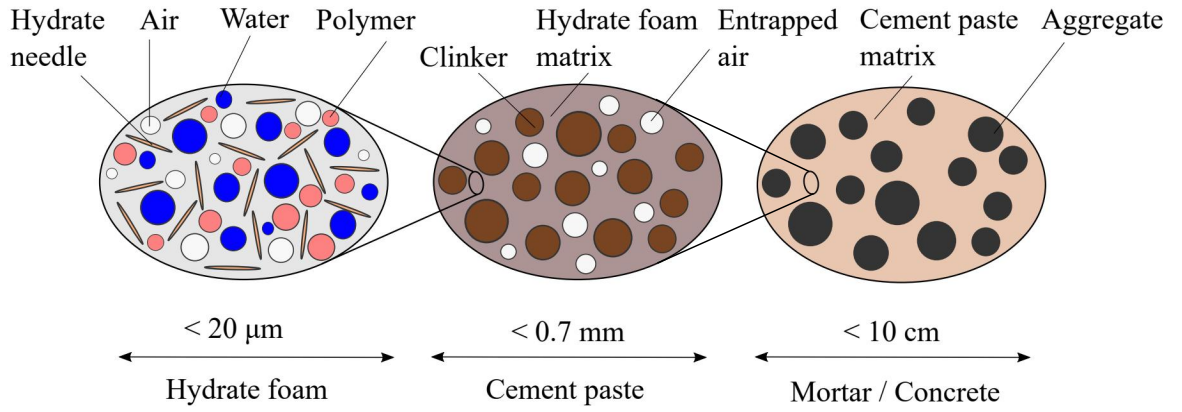 Hydrate
needle
Air
Water
Polymer
Clinker
Hydrate foam
matrix
Entrapped
air
Cement paste
matrix
Aggregate
< 20 μm
< 0.7 mm
< 10 cm
Hydrate foam
Cement paste
Mortar / Concrete